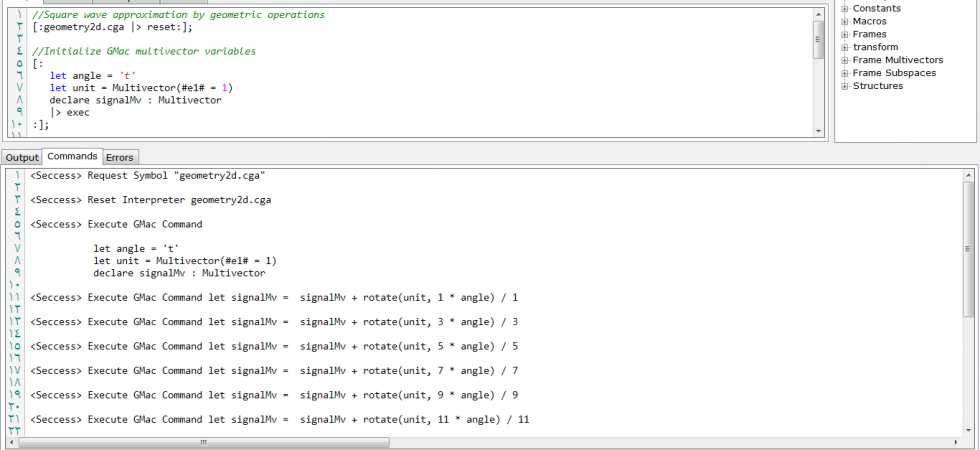 ١ //Square wave approximation by geometric operations
٢ [:geometry2d.cga |> reset:];
٣
٤ //Initialize GMac multivector variables
٥ [:
٦ let angle = 't'
٧ let unit = Multivector(#e1# = 1)
٨ declare signalMv : Multivector
٩ |> exec
١٠ :];
١١
Constants
Macros
Frames
transform
Frame Multivectors
Frame Subspaces
Structures
Output Commands Errors
١ <Seccess> Request Symbol "geometry2d.cga"
٢
٣ <Seccess> Reset Interpreter geometry2d.cga
٤
٥ <Seccess> Execute GMac Command
٦
٧ let angle = 't'
٨ let unit = Multivector(#e1# = 1)
٩ declare signalMv : Multivector
١٠
١١ <Seccess> Execute GMac Command let signalMv = signalMv + rotate(unit, 1 * angle) / 1
١٢
١٣ <Seccess> Execute GMac Command let signalMv = signalMv + rotate(unit, 3 * angle) / 3
١٤
١٥ <Seccess> Execute GMac Command let signalMv = signalMv + rotate(unit, 5 * angle) / 5
١٦
١٧ <Seccess> Execute GMac Command let signalMv = signalMv + rotate(unit, 7 * angle) / 7
١٨
١٩ <Seccess> Execute GMac Command let signalMv = signalMv + rotate(unit, 9 * angle) / 9
٢٠
٢١ <Seccess> Execute GMac Command let signalMv = signalMv + rotate(unit, 11 * angle) / 11
٢٢